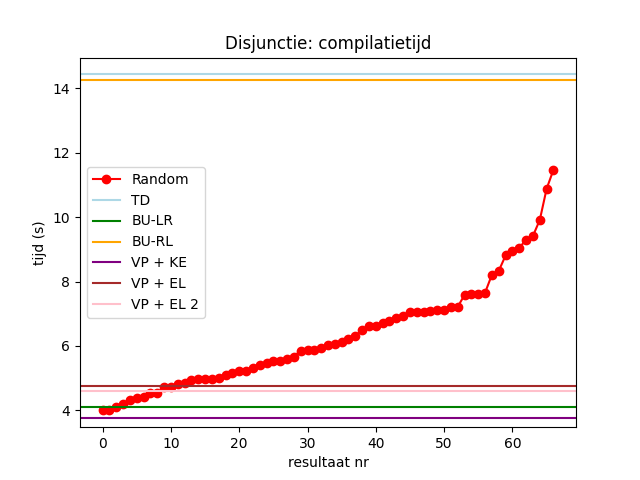 Disjunctie: compilatietijd
tijd (s)
14
12
10
8
6
4
Random
TD
BU-LR
BU-RL
VP + KE
VP + EL
VP + EL 2
0 10 20 30 40 50 60
resultaat nr